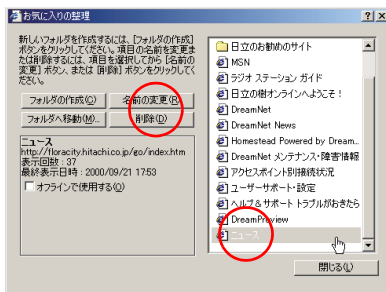 お気に入りの整理
新しいフォルダを作成するには、[フォルダの作成]
ボタンをクリックしてください。項目の名前を変更ま
たは削除するには、項目を選択してから [名前の
変更] ボタン、または [削除] ボタンをクリックしてく
ださい。
フォルダの作成(C)
名前の変更(R)
フォルダへ移動(M)...
削除(D)
ニュース
http://floracity.hitachi.co.jp/go/index.htm
表示回数 : 37
最終表示日時 : 2000/09/21 17:53
オフラインで使用する(O)
日立のお勧めのサイト
MSN
ラジオ ステーション ガイド
日立の樹オンラインへようこそ！
DreamNet
DreamNet News
Homestead Powered by Dream...
DreamNet メンテナンス・障害情報
アクセスポイント別接続状況
ユーザーサポート・設定
ヘルプ＆サポート トラブルがおきたら
DreamPreview
ニュース
閉じる(L)